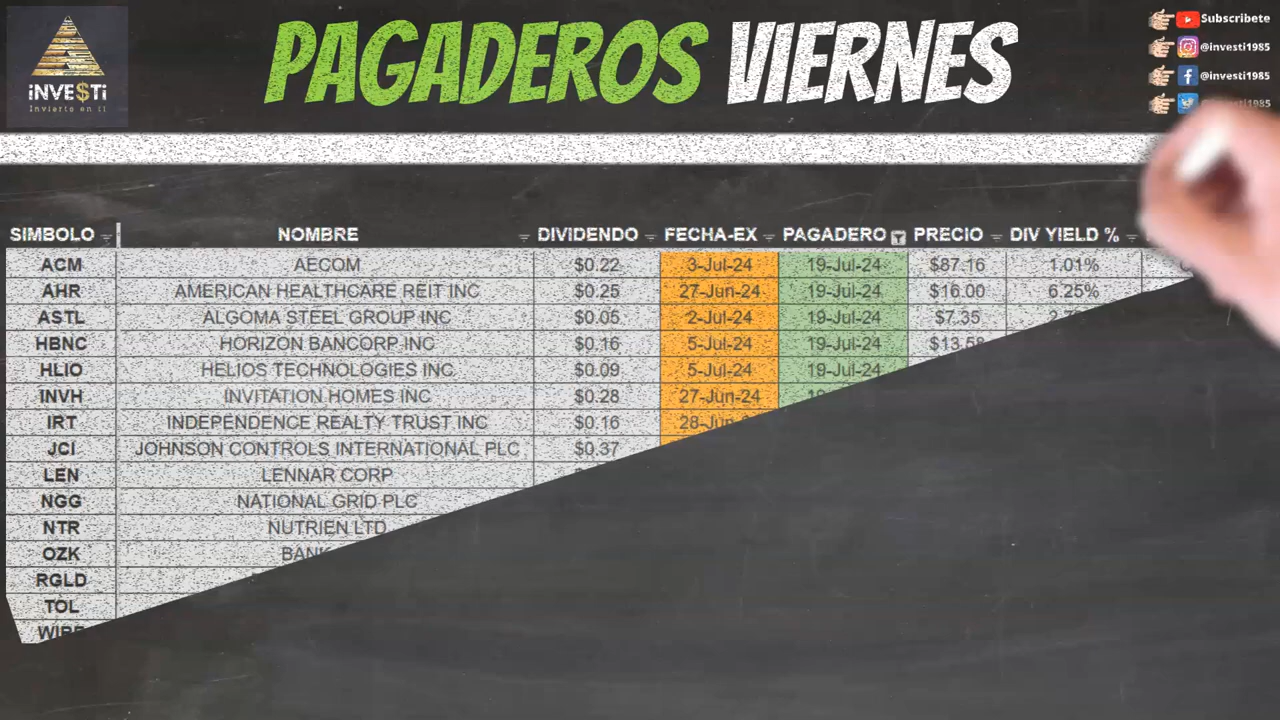 iNVE$Ti
Invierte en ti
PAGADEROS VIERNES
Subscribete
@investi1985
@investi1985
@investi1985
SIMBOLO NOMBRE DIVIDENDO FECHA-EX PAGADERO PRECIO DIV YIELD %
ACM AECOM $0.22 3-Jul-24 19-Jul-24 $87.16 1.01%
AHR AMERICAN HEALTHCARE REIT INC $0.25 27-Jun-24 19-Jul-24 $16.00 6.25%
ASTL ALGOMA STEEL GROUP INC $0.05 2-Jul-24 19-Jul-24 $7.35
HBNC HORIZON BANCORP INC $0.16 5-Jul-24 19-Jul-24 $13.58
HLIO HELIOS TECHNOLOGIES INC $0.09 5-Jul-24 19-Jul-24
INVH INVITATION HOMES INC $0.28 27-Jun-24
IRT INDEPENDENCE REALTY TRUST INC $0.16
JCI JOHNSON CONTROLS INTERNATIONAL PLC $0.37
LEN LENNAR CORP
NGG NATIONAL GRID PLC
NTR NUTRIEN LTD
OZK BANK
RGLD
TOL